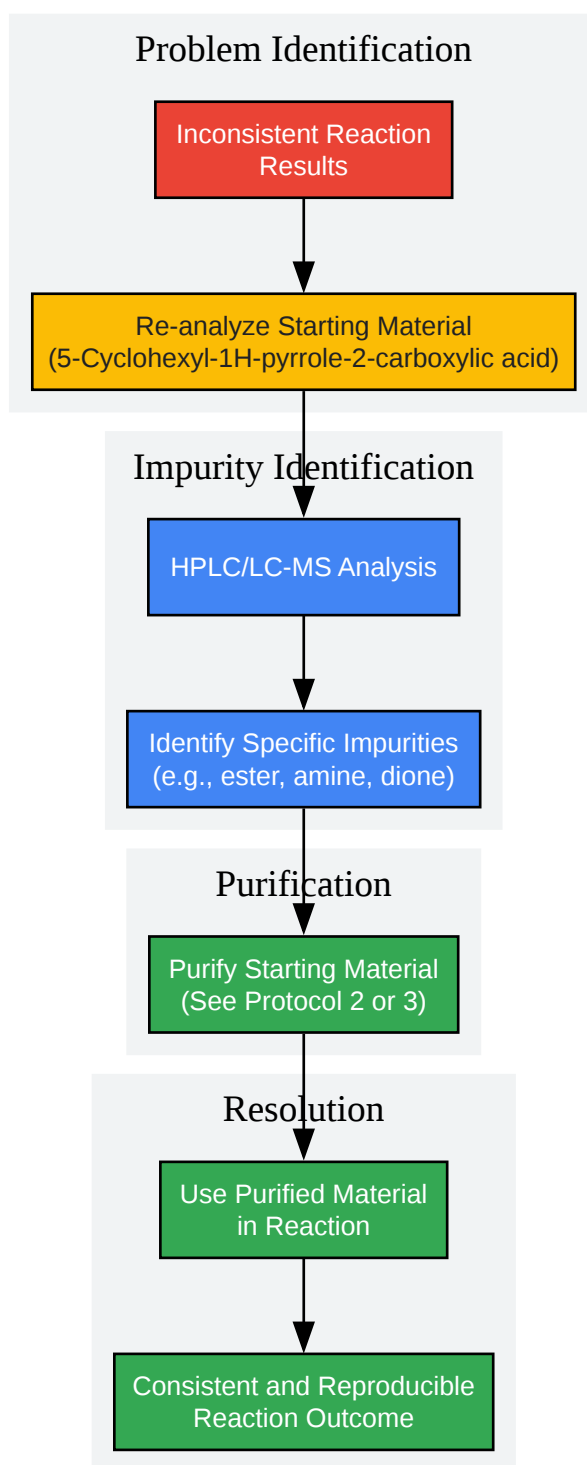 Problem Identification
Inconsistent Reaction
Results
Re-analyze Starting Material
(5-Cyclohexyl-1H-pyrrole-2-carboxylic acid)
Impurity Identification
HPLC/LC-MS Analysis
Identify Specific Impurities
(e.g., ester, amine, dione)
Purification
Purify Starting Material
(See Protocol 2 or 3)
Resolution
Use Purified Material
in Reaction
Consistent and Reproducible
Reaction Outcome